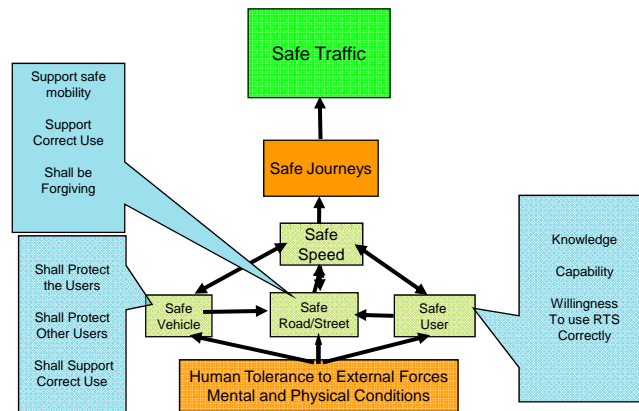 Safe Traffic
Support safe
mobility
Support
Correct Use
Shall be
Forgiving
Safe Journeys
Safe
Speed
Knowledge
Capability
Willingness
To use RTS
Correctly
Shall Protect
the Users
Shall Protect
Other Users
Shall Support
Correct Use
Safe
Vehicle
Safe
Road/Street
Safe
User
Human Tolerance to External Forces
Mental and Physical Conditions